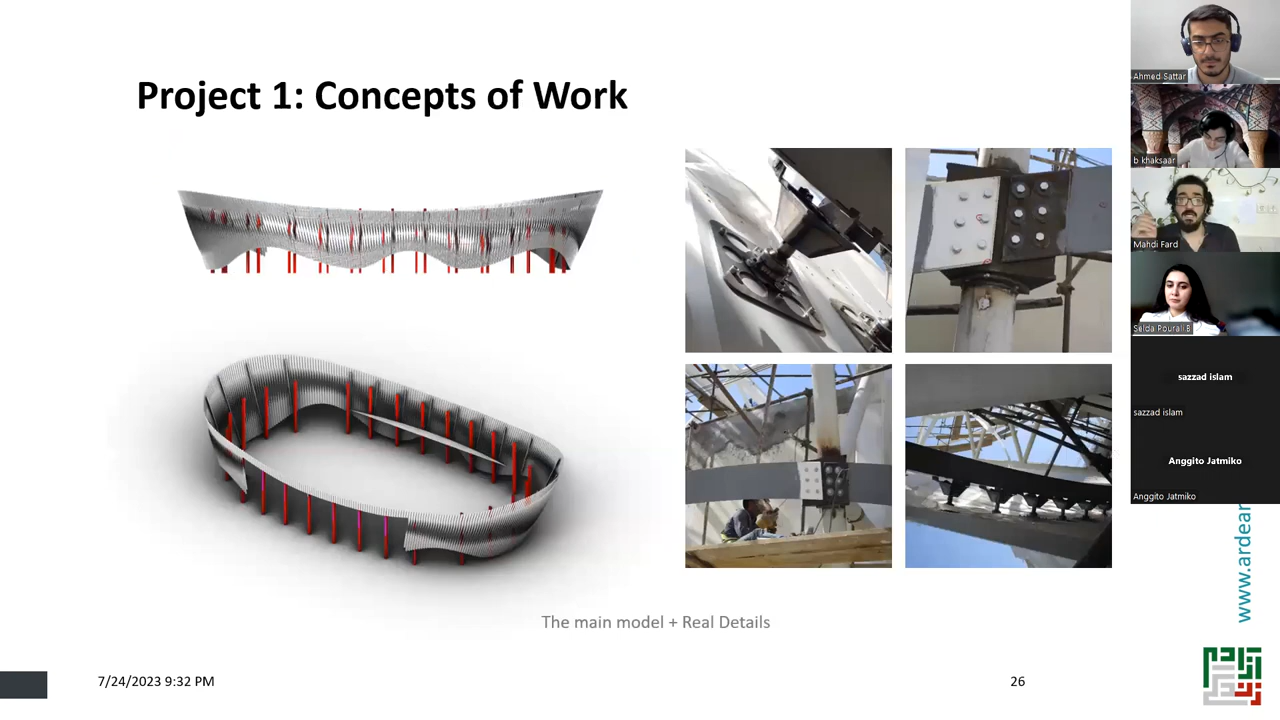 Project 1: Concepts of Work
The main model + Real Details
7/24/2023 9:32 PM
26
Ahmed Sattar
b khaksaar
Mahdi Fard
Selda Pourali B
sazzad islam
sazzad islam
Anggito Jatmiko
Anggito Jatmiko
www.ardear